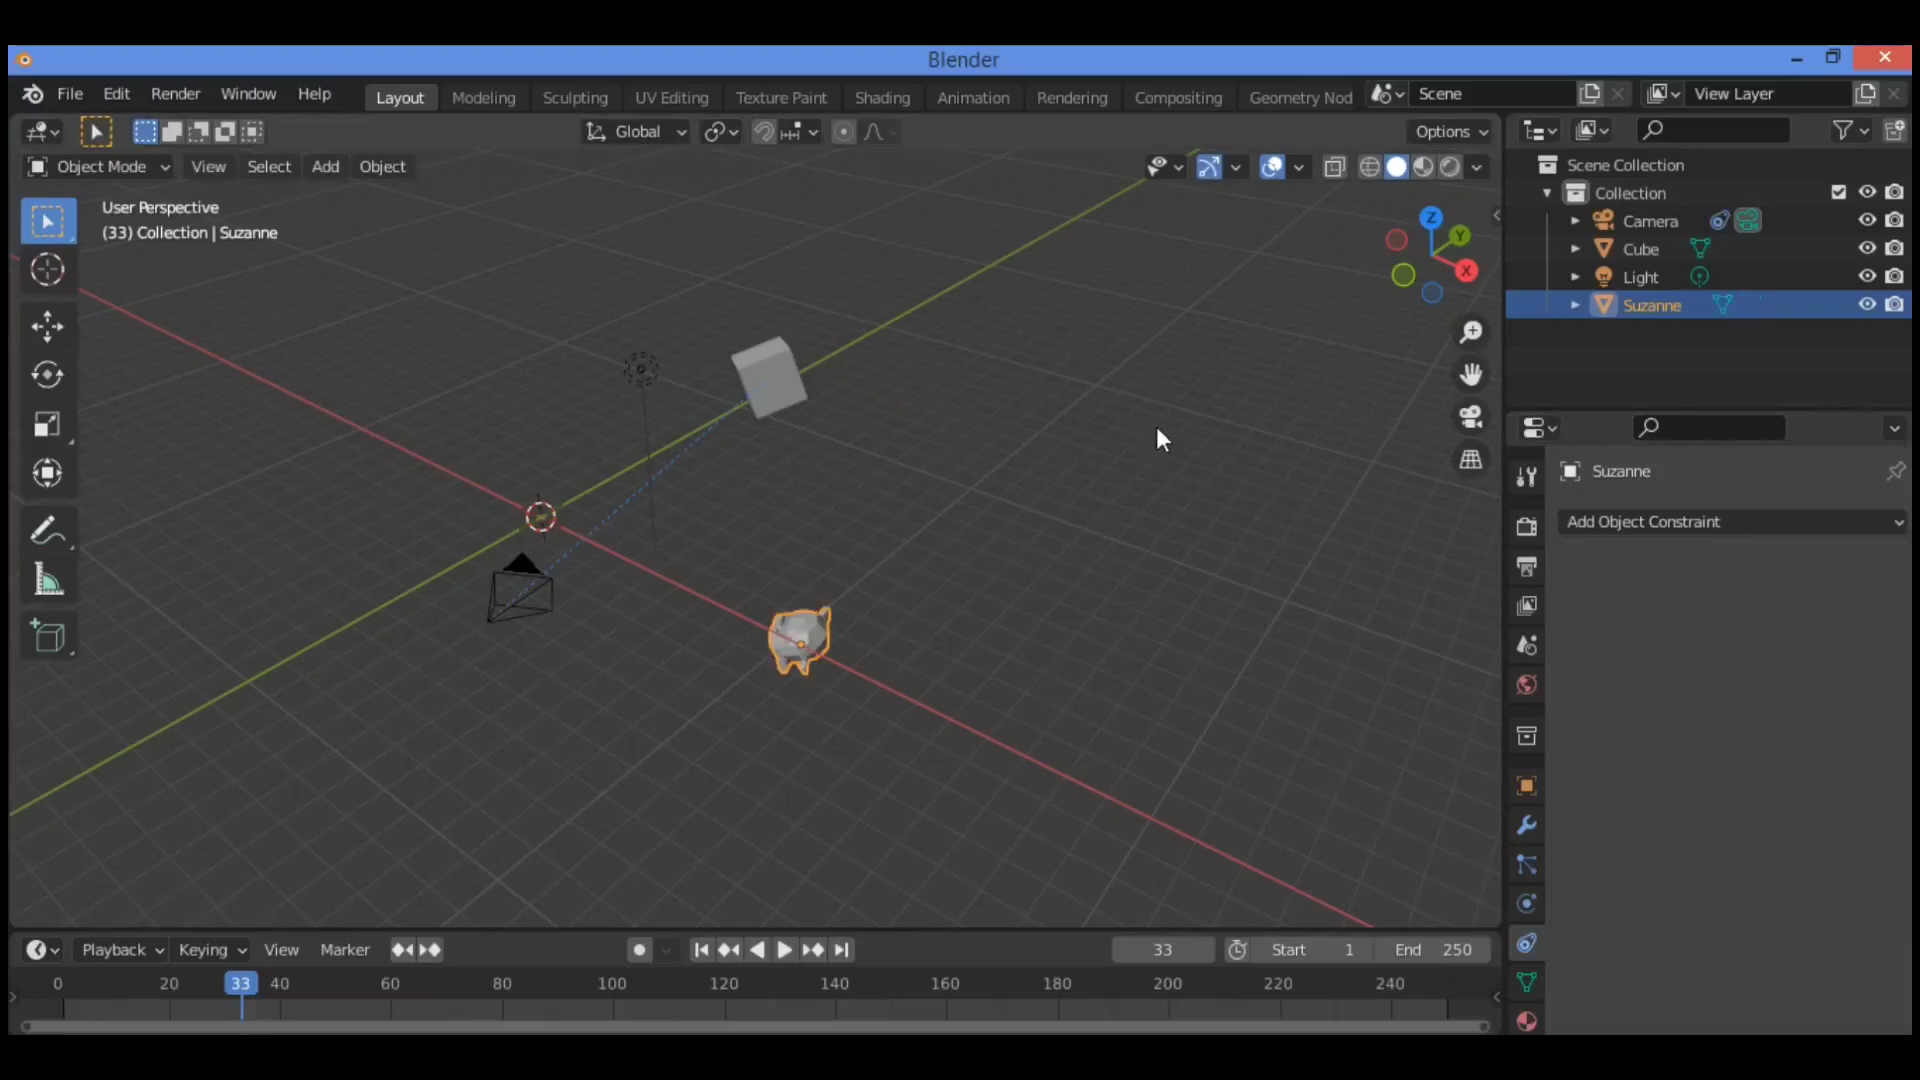 Blender
File Edit Render Window Help Layout Modeling Sculpting UV Editing Texture Paint Shading Animation Rendering Compositing Geometry Nod Scene View Layer
Global Options
Object Mode View Select Add Object
User Perspective
(33) Collection | Suzanne
Z
Y
X
Scene Collection
Collection
Camera
Cube
Light
Suzanne
Suzanne
Add Object Constraint
Playback Keying View Marker 33 Start 1 End 250
0 20 33 40 60 80 100 120 140 160 180 200 220 240